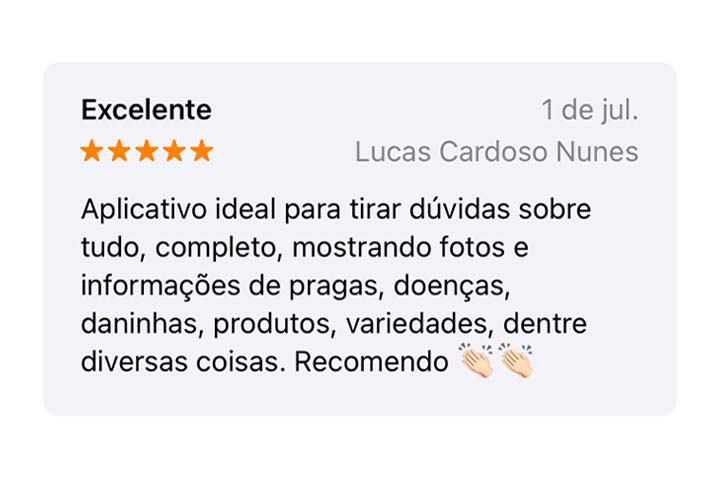 Excelente
1 de jul.
★★★★★
Lucas Cardoso Nunes
Aplicativo ideal para tirar dúvidas sobre
tudo, completo, mostrando fotos e
informações de pragas, doenças,
daninhas, produtos, variedades, dentre
diversas coisas. Recomendo 👏🏻👏🏻